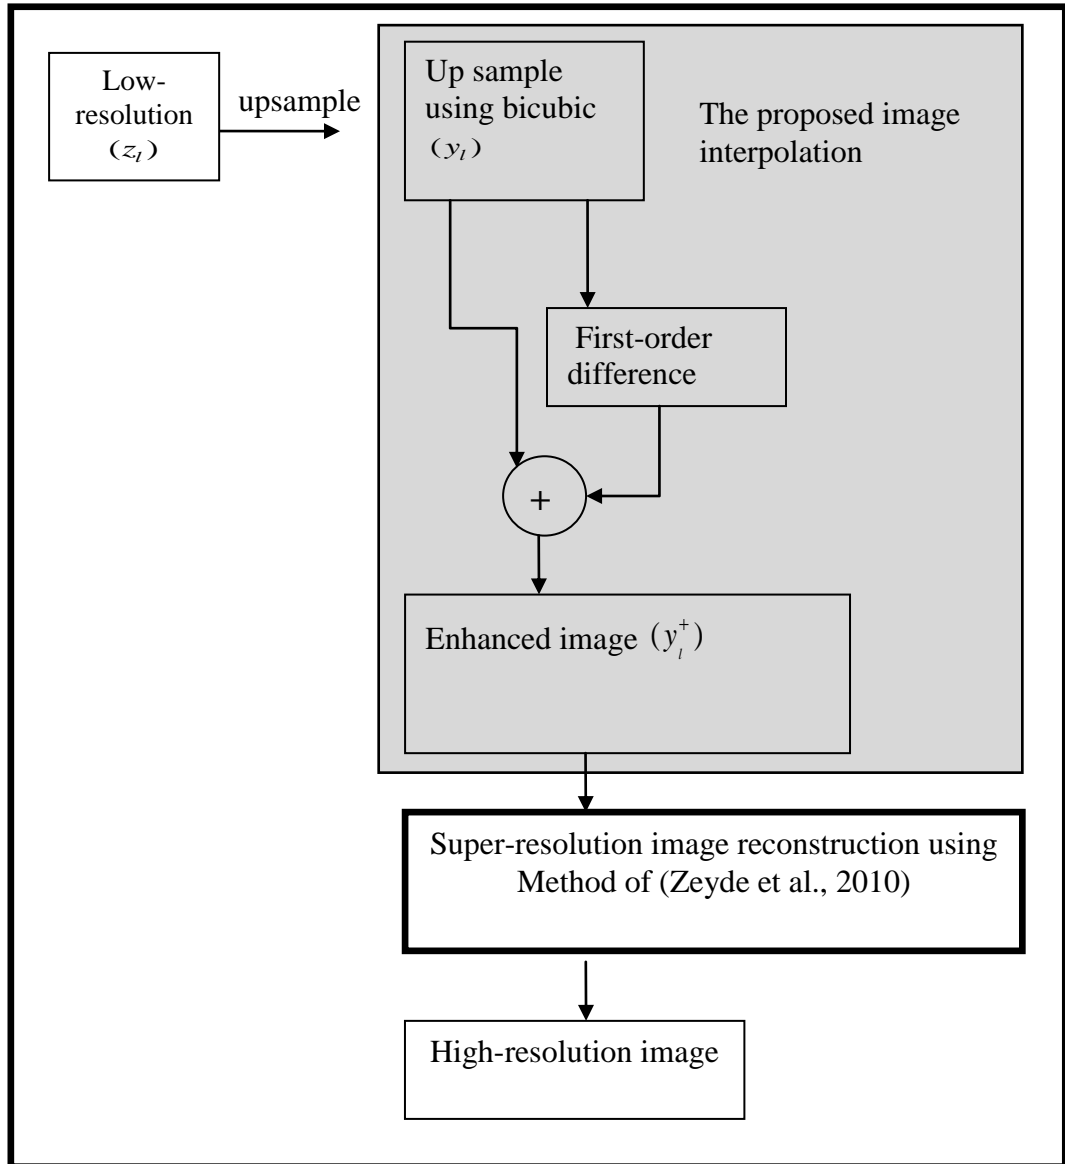 Low-
resolution
(z_l)
upsample
Up sample
using bicubic
(y_l)
The proposed image
interpolation
First-order
difference
+
Enhanced image (y_l^+)
Super-resolution image reconstruction using
Method of (Zeyde et al., 2010)
High-resolution image